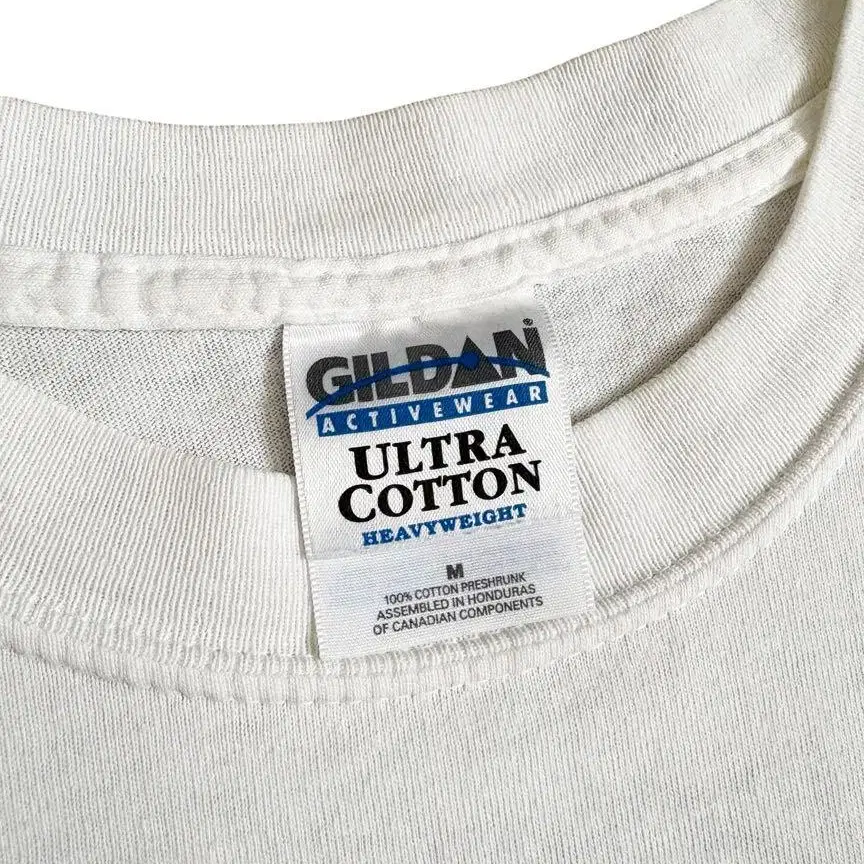 GILDAN®
ACTIVEWEAR
ULTRA
COTTON
HEAVYWEIGHT
M
100% COTTON PRESHRUNK
ASSEMBLED IN HONDURAS
OF CANADIAN COMPONENTS